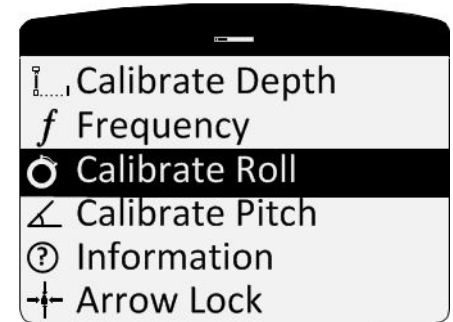 Calibrate Depth
f Frequency
Calibrate Roll
Calibrate Pitch
? Information
Arrow Lock